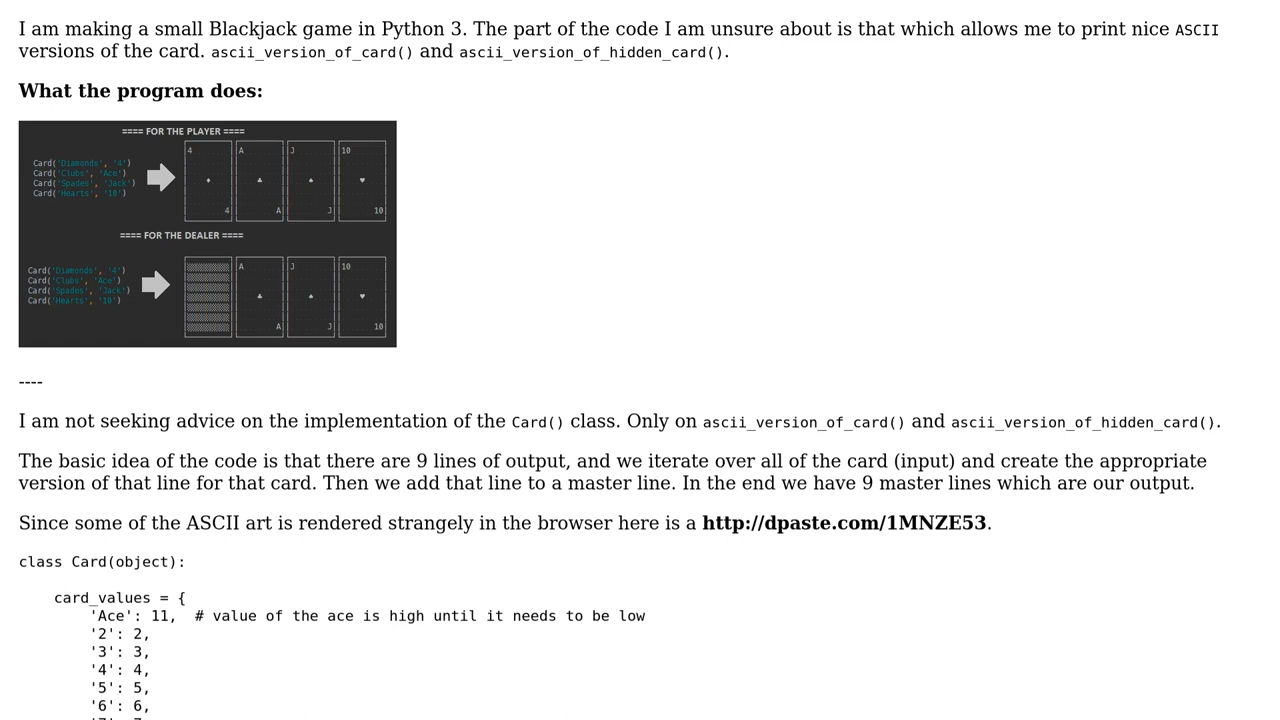 I am making a small Blackjack game in Python 3. The part of the code I am unsure about is that which allows me to print nice ASCII
versions of the card. ascii_version_of_card() and ascii_version_of_hidden_card().
What the program does:
==== FOR THE PLAYER ====
Card('Diamonds', '4')
Card('Clubs', 'Ace')
Card('Spades', 'Jack')
Card('Hearts', '10')
4 A J 10
♦ ♣ ♠ ♥
4 A J 10
==== FOR THE DEALER ====
Card('Diamonds', '4')
Card('Clubs', 'Ace')
Card('Spades', 'Jack')
Card('Hearts', '10')
A J 10
♣ ♠ ♥
A J 10
----
I am not seeking advice on the implementation of the Card() class. Only on ascii_version_of_card() and ascii_version_of_hidden_card().
The basic idea of the code is that there are 9 lines of output, and we iterate over all of the card (input) and create the appropriate
version of that line for that card. Then we add that line to a master line. In the end we have 9 master lines which are our output.
Since some of the ASCII art is rendered strangely in the browser here is a http://dpaste.com/1MNZE53.
class Card(object):
card_values = {
'Ace': 11,  # value of the ace is high until it needs to be low
'2': 2,
'3': 3,
'4': 4,
'5': 5,
'6': 6,